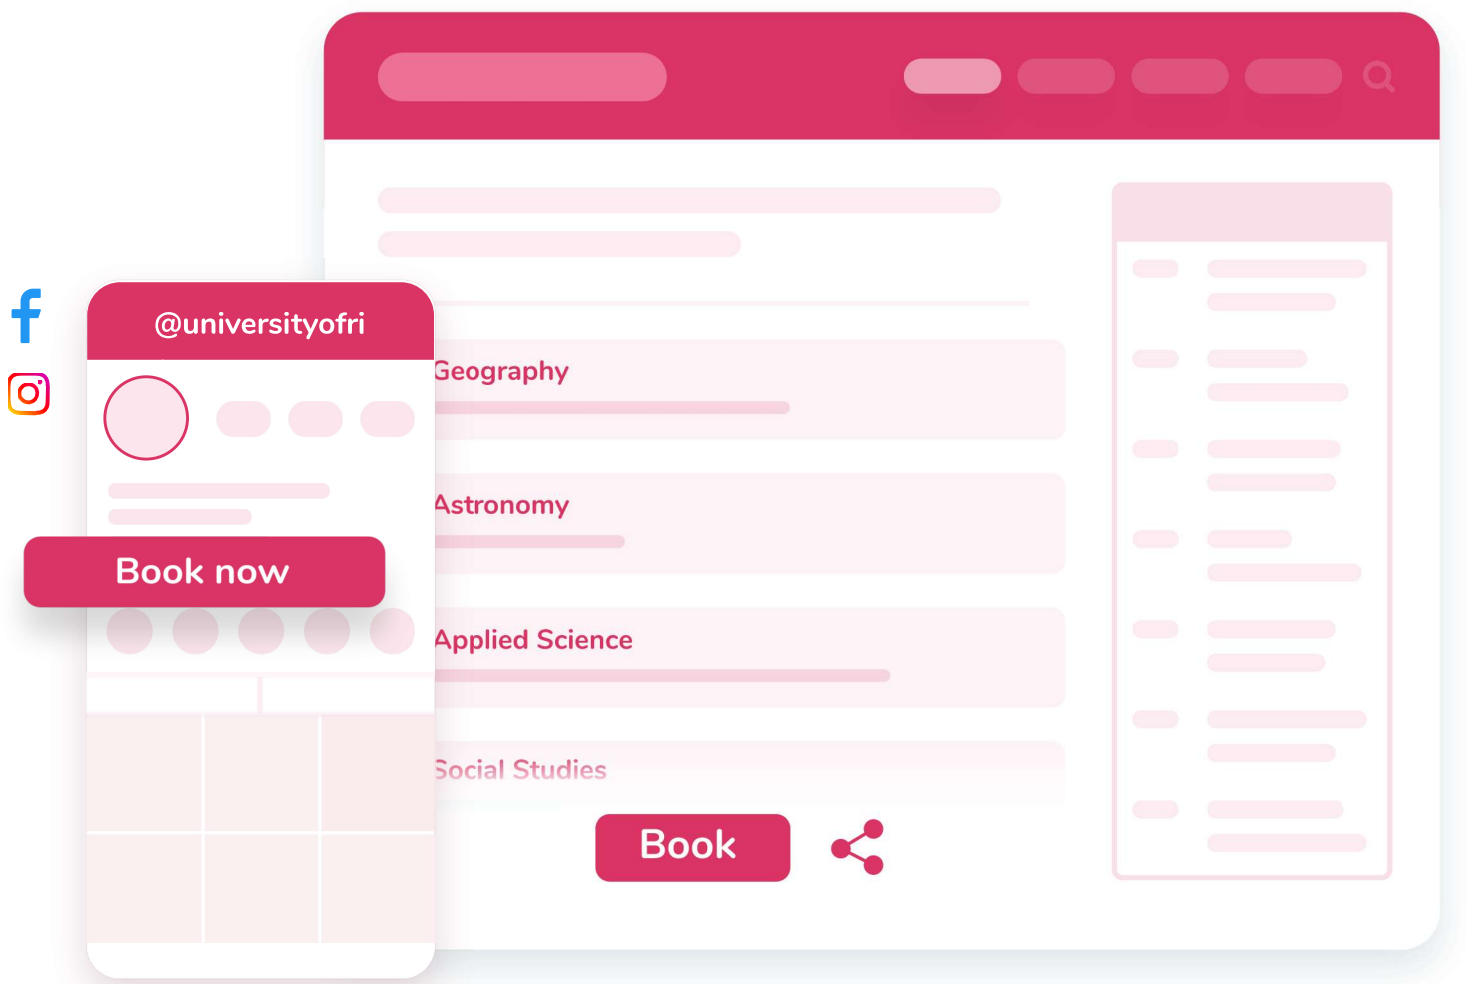 @universityofri
Book now
Geography
Astronomy
Applied Science
Social Studies
Book